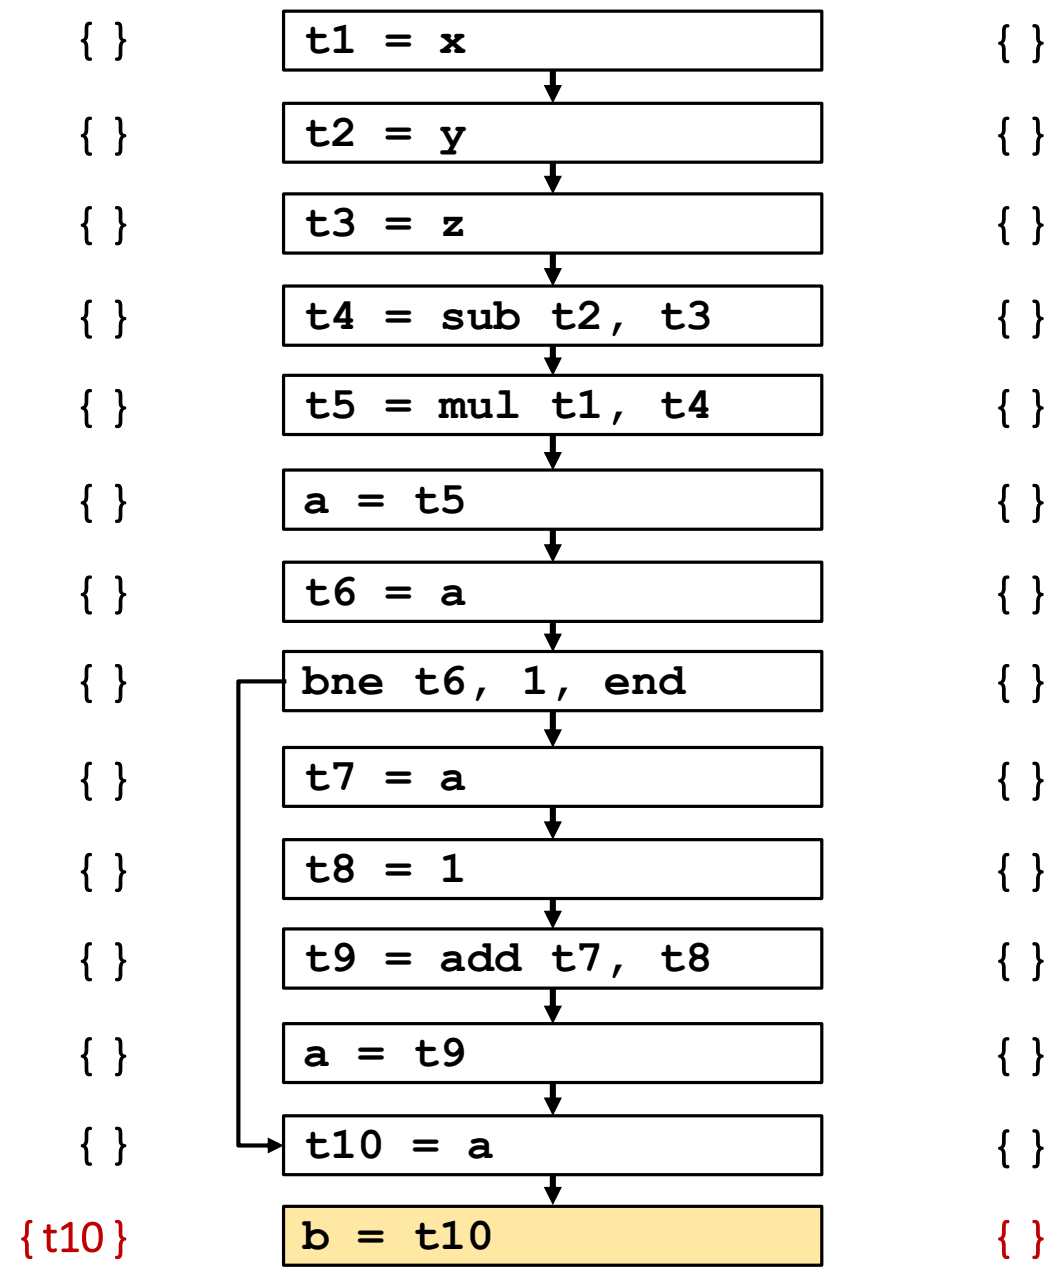 { } t1 = x { }
{ } t2 = y { }
{ } t3 = z { }
{ } t4 = sub t2, t3 { }
{ } t5 = mul t1, t4 { }
{ } a = t5 { }
{ } t6 = a { }
{ } bne t6, 1, end { }
{ } t7 = a { }
{ } t8 = 1 { }
{ } t9 = add t7, t8 { }
{ } a = t9 { }
{ } t10 = a { }
{ t10 } b = t10 { }